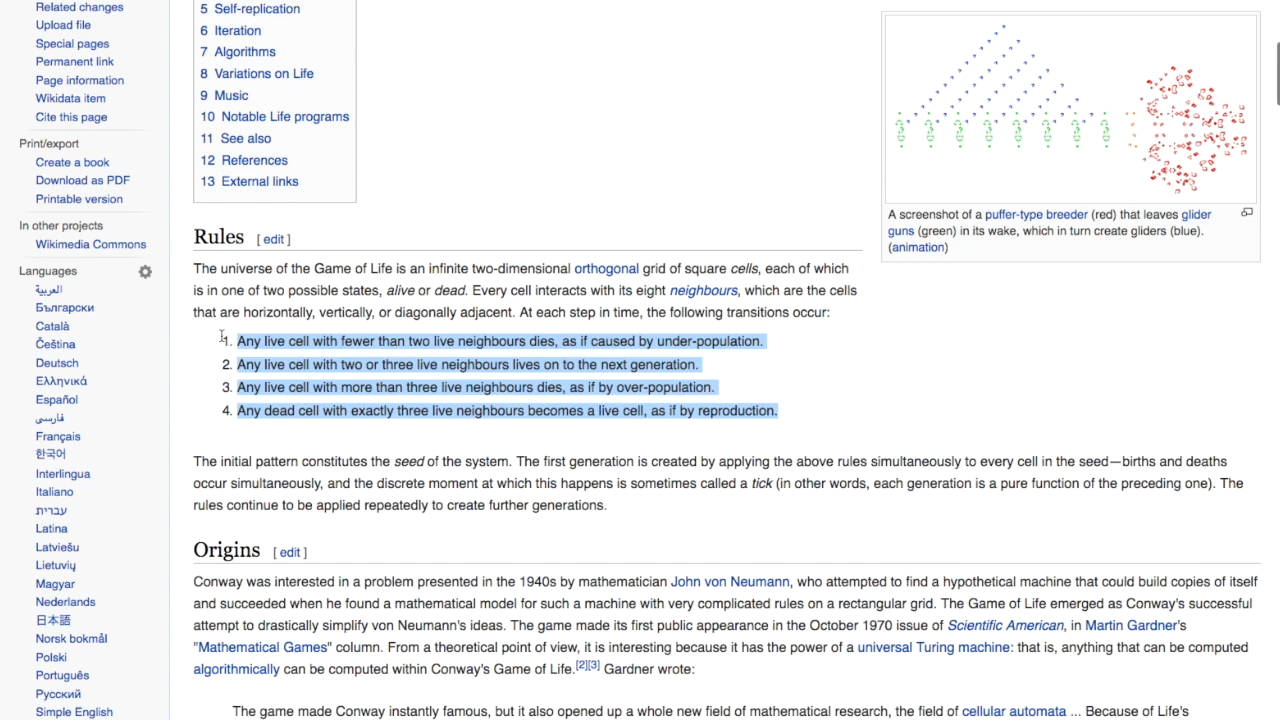 Related changes
Upload file
Special pages
Permanent link
Page information
Wikidata item
Cite this page
Print/export
Create a book
Download as PDF
Printable version
In other projects
Wikimedia Commons
Languages
العربية
Български
Català
Čeština
Deutsch
Ελληνικά
Español
فارسی
Français
한국어
Interlingua
Italiano
עברית
Latina
Latviešu
Lietuvių
Magyar
Nederlands
日本語
Norsk bokmål
Polski
Português
Русский
Simple English
5 Self-replication
6 Iteration
7 Algorithms
8 Variations on Life
9 Music
10 Notable Life programs
11 See also
12 References
13 External links
A screenshot of a puffer-type breeder (red) that leaves glider
guns (green) in its wake, which in turn create gliders (blue).
(animation)
Rules [ edit ]
The universe of the Game of Life is an infinite two-dimensional orthogonal grid of square cells, each of which
is in one of two possible states, alive or dead. Every cell interacts with its eight neighbours, which are the cells
that are horizontally, vertically, or diagonally adjacent. At each step in time, the following transitions occur:
1. Any live cell with fewer than two live neighbours dies, as if caused by under-population.
2. Any live cell with two or three live neighbours lives on to the next generation.
3. Any live cell with more than three live neighbours dies, as if by over-population.
4. Any dead cell with exactly three live neighbours becomes a live cell, as if by reproduction.
The initial pattern constitutes the seed of the system. The first generation is created by applying the above rules simultaneously to every cell in the seed—births and deaths
occur simultaneously, and the discrete moment at which this happens is sometimes called a tick (in other words, each generation is a pure function of the preceding one). The
rules continue to be applied repeatedly to create further generations.
Origins [ edit ]
Conway was interested in a problem presented in the 1940s by mathematician John von Neumann, who attempted to find a hypothetical machine that could build copies of itself
and succeeded when he found a mathematical model for such a machine with very complicated rules on a rectangular grid. The Game of Life emerged as Conway's successful
attempt to drastically simplify von Neumann's ideas. The game made its first public appearance in the October 1970 issue of Scientific American, in Martin Gardner's
"Mathematical Games" column. From a theoretical point of view, it is interesting because it has the power of a universal Turing machine: that is, anything that can be computed
algorithmically can be computed within Conway's Game of Life.[2][3] Gardner wrote:
The game made Conway instantly famous, but it also opened up a whole new field of mathematical research, the field of cellular automata ... Because of Life's